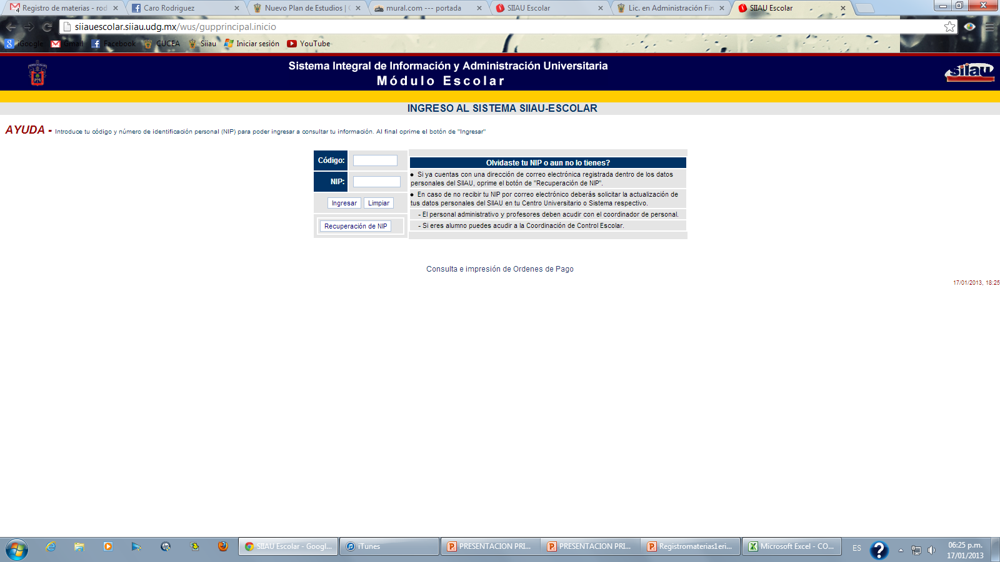 Registro de materias - rod
Caro Rodriguez
Nuevo Plan de Estudios | C
mural.com --- portada
SIIAU Escolar
Lic. en Administración Fin
SIIAU Escolar
siiauescolar.siiau.udg.mx/wus/gupprincipal.inicio
iGoogle
Gmail
Facebook
CUCEA
Siiau
Iniciar sesión
YouTube
Sistema Integral de Información y Administración Universitaria
Módulo Escolar
siiau
INGRESO AL SISTEMA SIIAU-ESCOLAR
AYUDA - Introduce tu código y número de identificación personal (NIP) para poder ingresar a consultar tu información. Al final oprime el botón de "Ingresar"
Código:
NIP:
Ingresar
Limpiar
Recuperación de NIP
Olvidaste tu NIP o aun no lo tienes?
• Si ya cuentas con una dirección de correo electrónica registrada dentro de los datos
personales del SIIAU, oprime el botón de "Recuperación de NIP".
• En caso de no recibir tu NIP por correo electrónico deberás solicitar la actualización de
tus datos personales del SIIAU en tu Centro Universitario o Sistema respectivo.
- El personal administrativo y profesores deben acudir con el coordinador de personal.
- Si eres alumno puedes acudir a la Coordinación de Control Escolar.
Consulta e impresión de Ordenes de Pago
17/01/2013, 18:25
SIIAU Escolar - Googl...
iTunes
PRESENTACION PRI...
PRESENTACION PRI...
Registromaterias1eri...
Microsoft Excel - CO...
ES
06:25 p.m.
17/01/2013